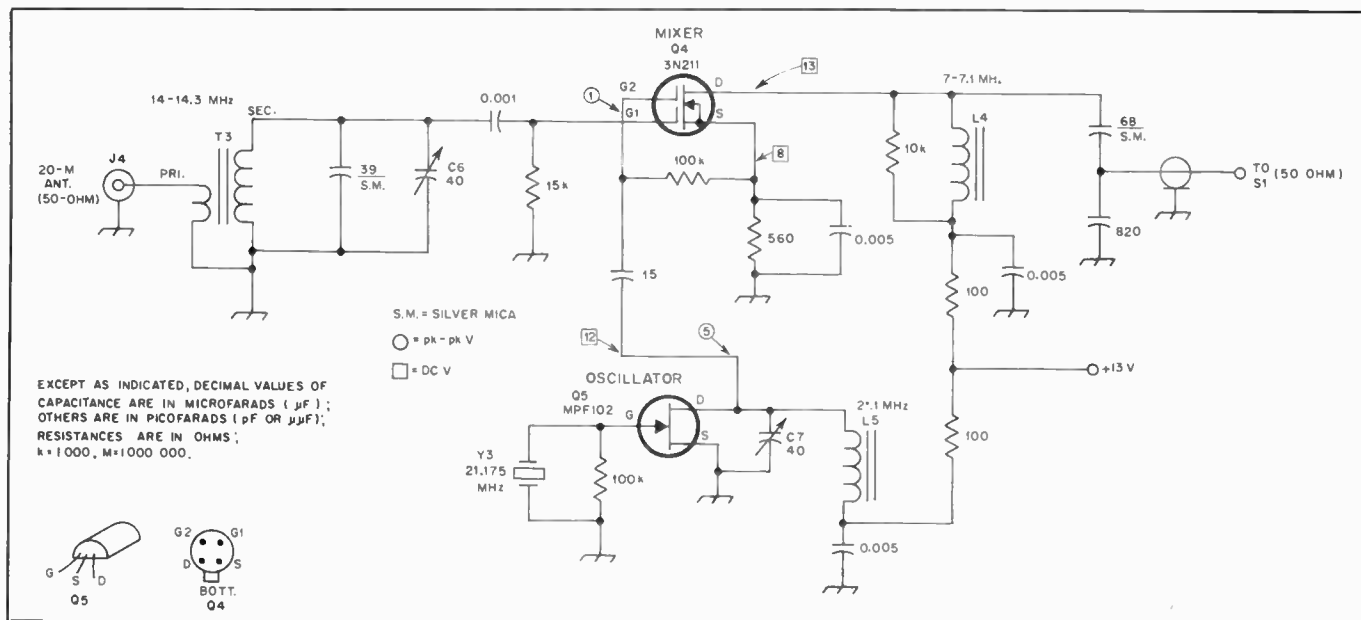 MIXER
Q4
3N211
G2
D
13
7-7.1 MHz
14-14.3 MHz
SEC.
0.001
1
G1
S
L4
68
S.M.
T3
J4
20-M
ANT.
(50-OHM)
PRI.
39
S.M.
C6
40
15k
100k
8
10k
TO
S1 (50 OHM)
560
0.005
820
15
100
0.005
S.M. = SILVER MICA
○ = pk-pk V
□ = DC V
12
5
+13 V
EXCEPT AS INDICATED, DECIMAL VALUES OF
CAPACITANCE ARE IN MICROFARADS (µF);
OTHERS ARE IN PICOFARADS (pF OR µµF);
RESISTANCES ARE IN OHMS;
k=1000, M=1000 000.
OSCILLATOR
Q5
MPF102
G
D
S
C7
40
MHz
L5
100
Y3
21.175
MHz
100k
0.005
G
S
D
Q5
G2
G1
D
S
BOTT.
Q4